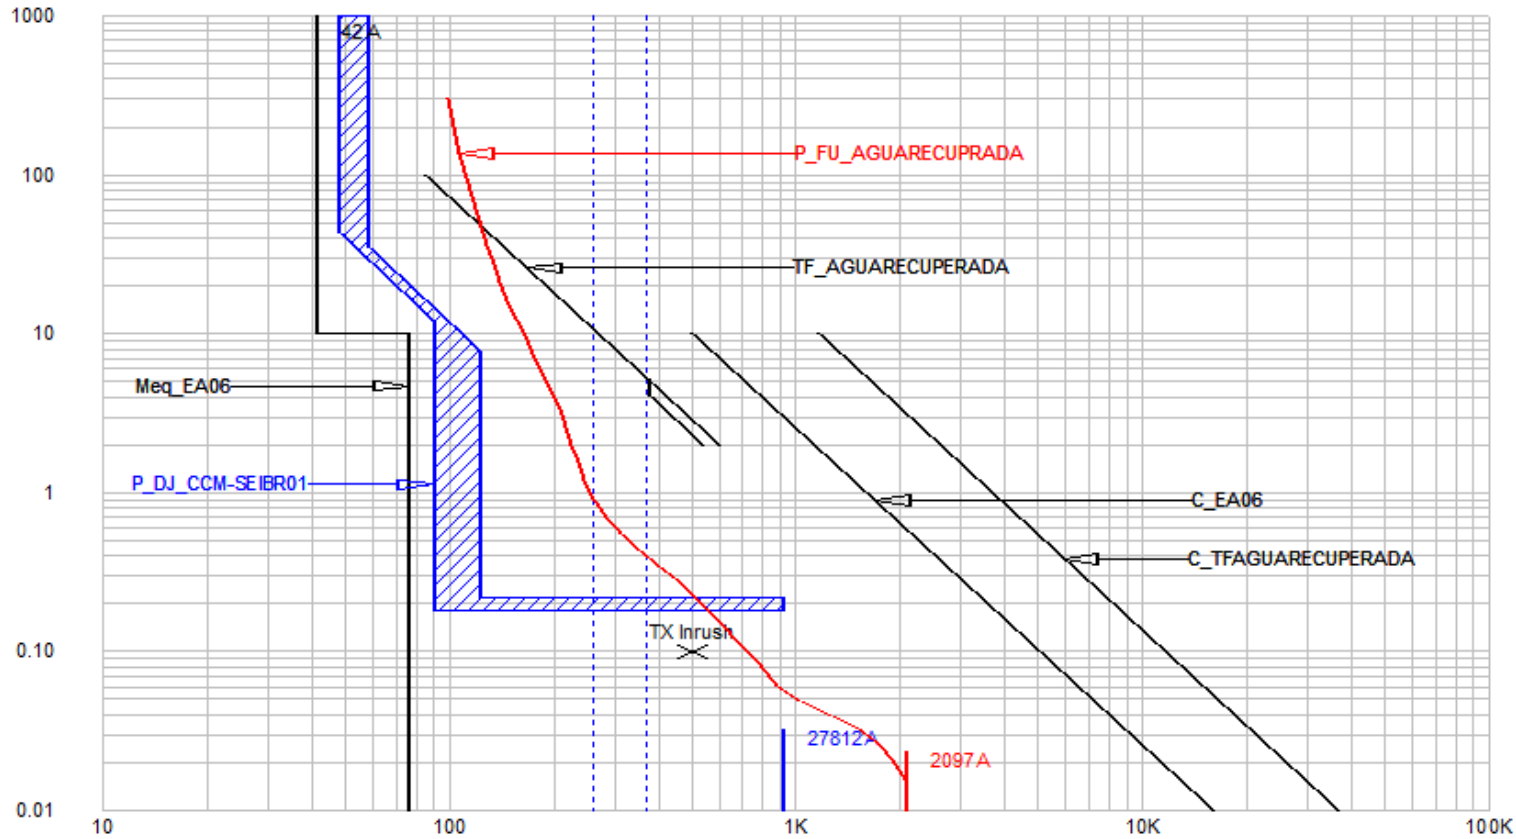 1000
42 A
P_FU_AGUARECUPRADA
100
TF_AGUARECUPERADA
10
Meq_EA06
P_DJ_CCM-SEIBR01
1
C_EA06
C_TFAGUARECUPERADA
TX Inrush
0.10
27812A
2097A
0.01
10
100
1K
10K
100K